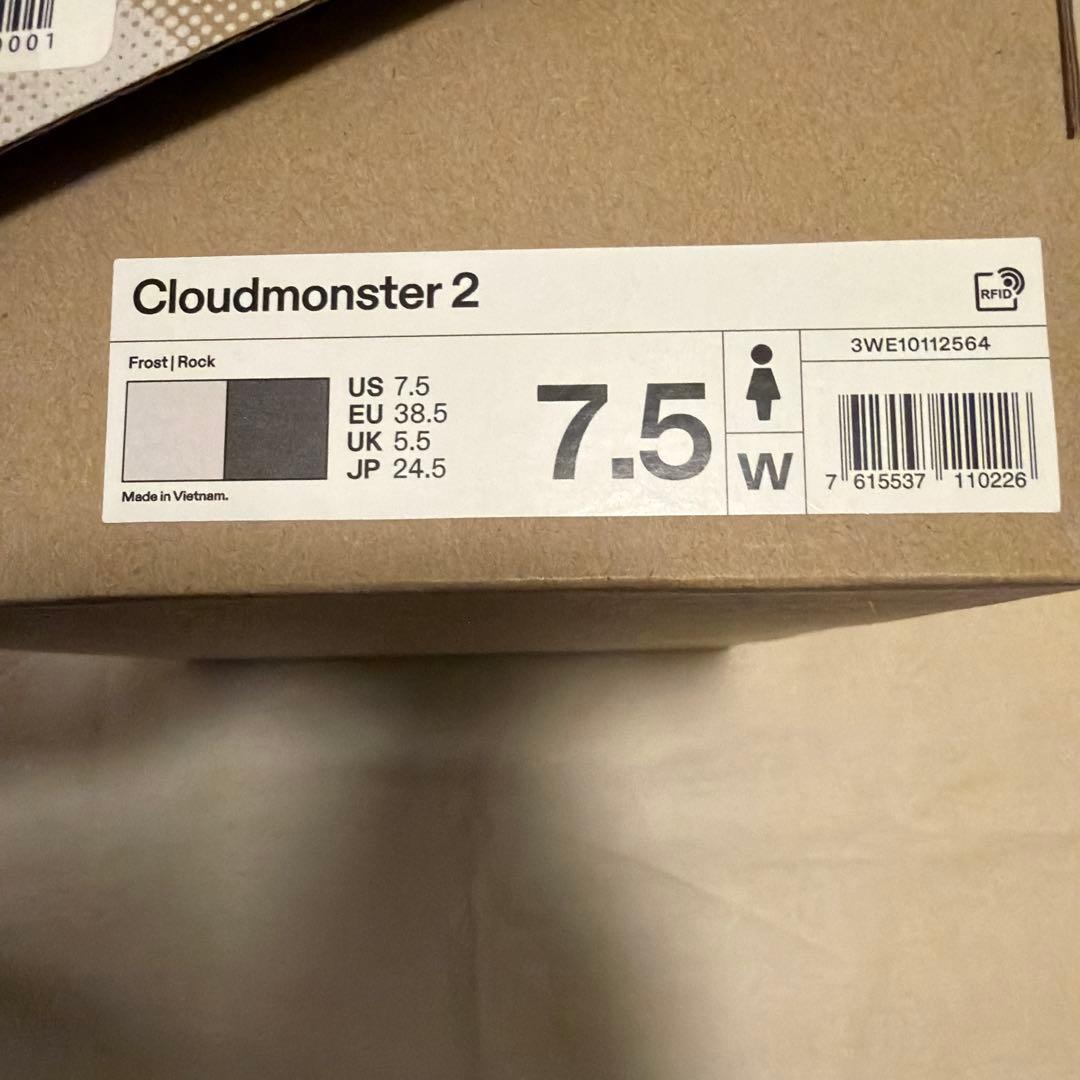 0001
Cloudmonster 2
RFID
Frost | Rock
US 7.5
EU 38.5
UK 5.5
JP 24.5
Made in Vietnam.
7.5
W
3WE10112564
7 615537 110226